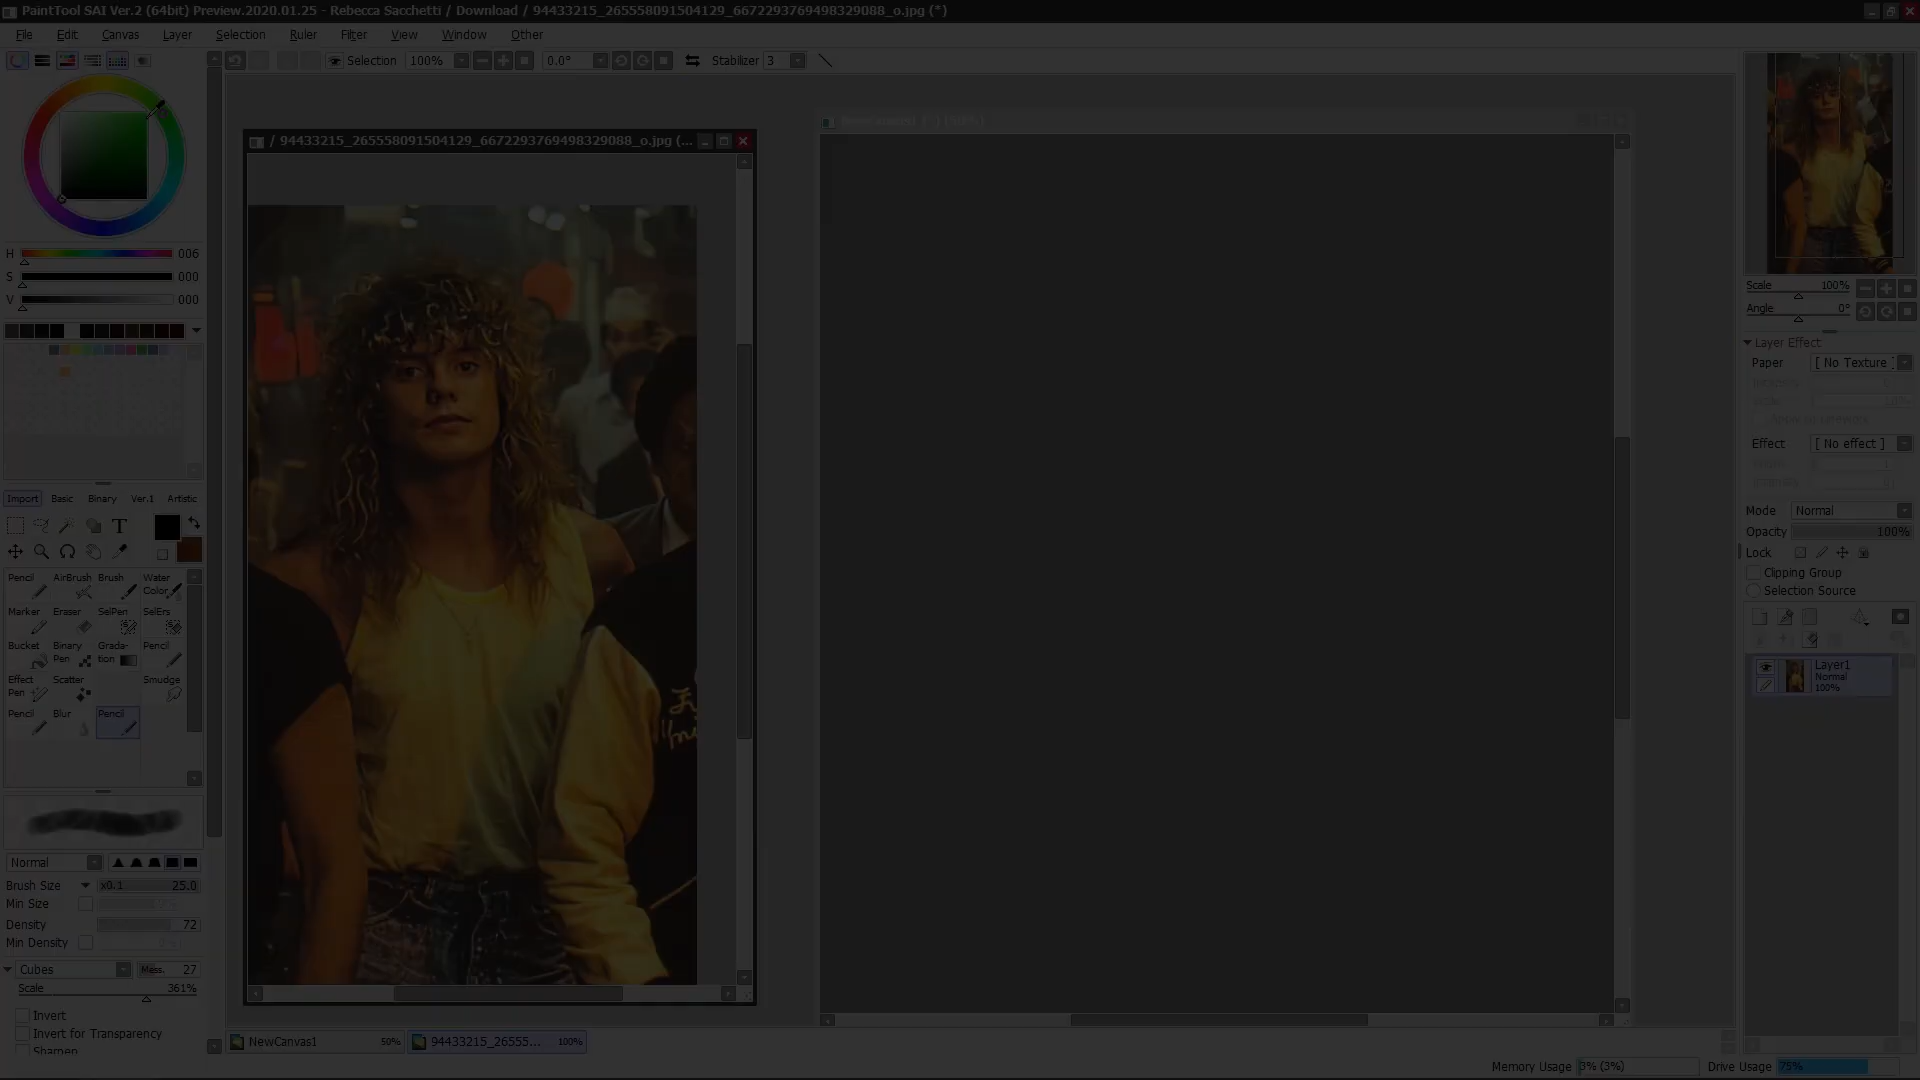 PaintTool SAI Ver.2 (64bit) Preview.2020.01.25 - Rebecca Sacchetti / Download / 94433215_265558091504129_6672293769498329088_o.jpg (*)
File Edit Canvas Layer Selection Ruler Filter View Window Other
Selection 100% 0.0° Stabilizer 3
/ 94433215_265558091504129_6672293769498329088_o.jpg (...
NewCanvas1 (*) (50%)
H 006
S 000
V 000
Import Basic Binary Ver.1 Artistic
T
Pencil AirBrush Brush Water Color
Marker Eraser SelPen SelErs
Bucket Binary Pen Grada-tion Pencil
Effect Pen Scatter Smudge
Pencil Blur Pencil
Normal
Brush Size x0.1 25.0
Min Size
Density 72
Min Density
Cubes 27
Scale 361%
Invert
Invert for Transparency
Sharpen
NewCanvas1 50% 94433215_26555... 100%
Scale 100%
Angle 0°
Layer Effect
Paper [ No Texture ]
Effect [ No effect ]
Mode Normal
Opacity 100%
Lock
Clipping Group
Selection Source
Layer1
Normal
100%
Memory Usage 3% (3%) Drive Usage 75%